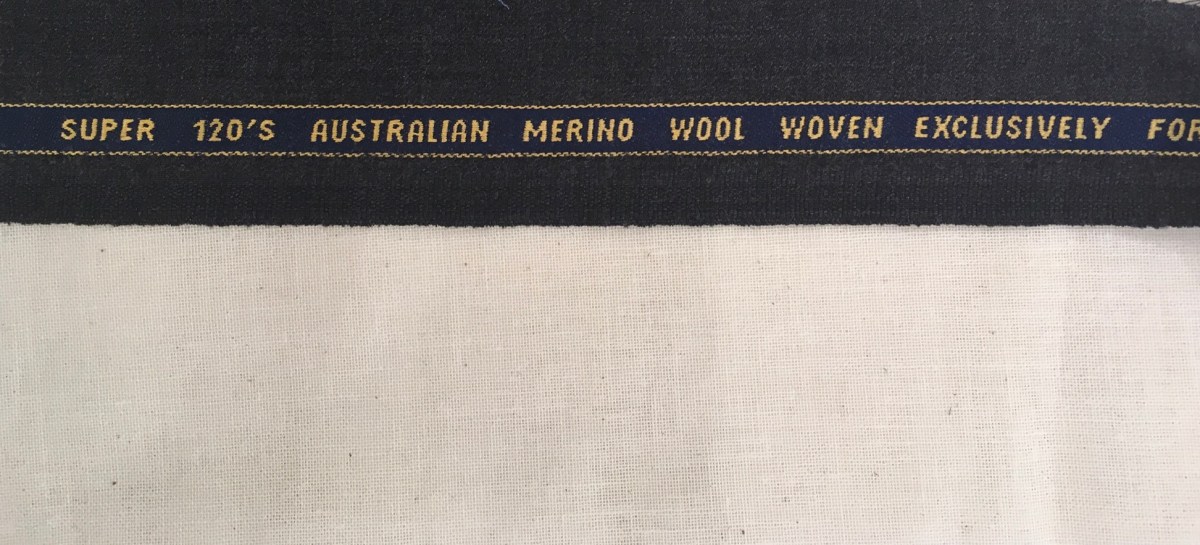 SUPER 120'S AUSTRALIAN MERINO WOOL WOVEN EXCLUSIVELY FOR